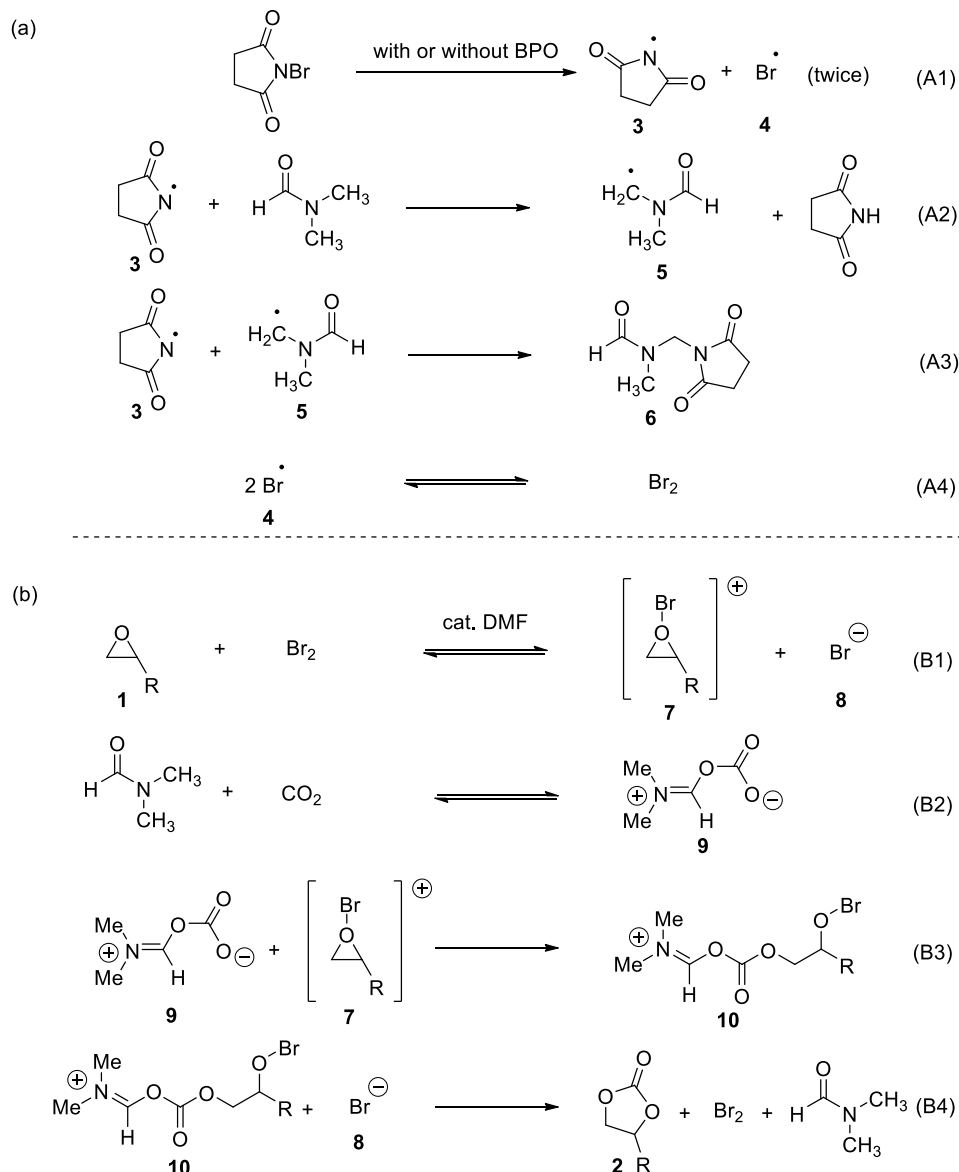 (a)
O
NBr
O
with or without BPO
O
N•
O
3
+
Br•
4
(twice)
(A1)
O
N•
O
3
+
O
H
N
CH3
CH3
•
H2C
O
N
H
H3C
5
+
O
NH
O
(A2)
O
N•
O
3
+
•
H2C
O
N
H
H3C
5
O
H
N
H3C
N
O
O
6
(A3)
2 Br•
4
Br2
(A4)
(b)
O
R
1
+
Br2
cat. DMF
Br
O
R
7
+
+
Br−
8
(B1)
O
H
N
CH3
CH3
+
CO2
Me
+
N
Me
H
O
O
O−
9
(B2)
Me
+
N
Me
H
O
O
O−
9
+
Br
O
R
7
+
Me
+
N
Me
H
O
O
O
O
Br
R
10
(B3)
Me
+
N
Me
H
O
O
O
O
Br
R
10
+
Br−
8
O
O
O
R
2
+
Br2
+
O
H
N
CH3
CH3
(B4)